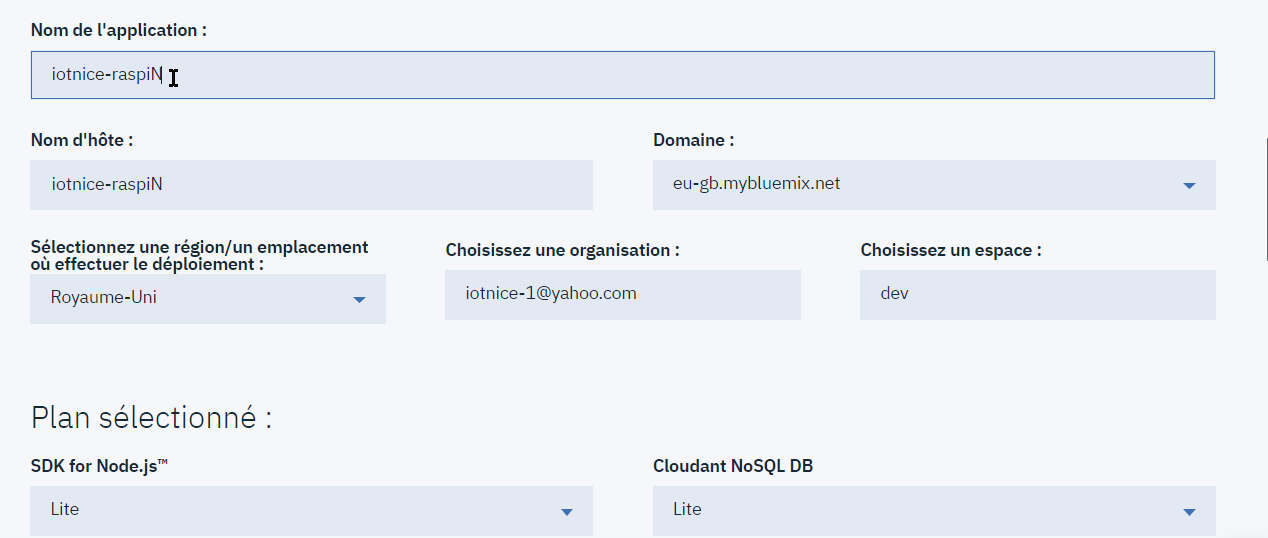 Nom de l'application :
iotnice-raspiN
Nom d'hôte :
Domaine :
iotnice-raspiN
eu-gb.mybluemix.net
Sélectionnez une région/un emplacement
où effectuer le déploiement :
Choisissez une organisation :
Choisissez un espace :
Royaume-Uni
iotnice-1@yahoo.com
dev
Plan sélectionné :
SDK for Node.js™
Cloudant NoSQL DB
Lite
Lite